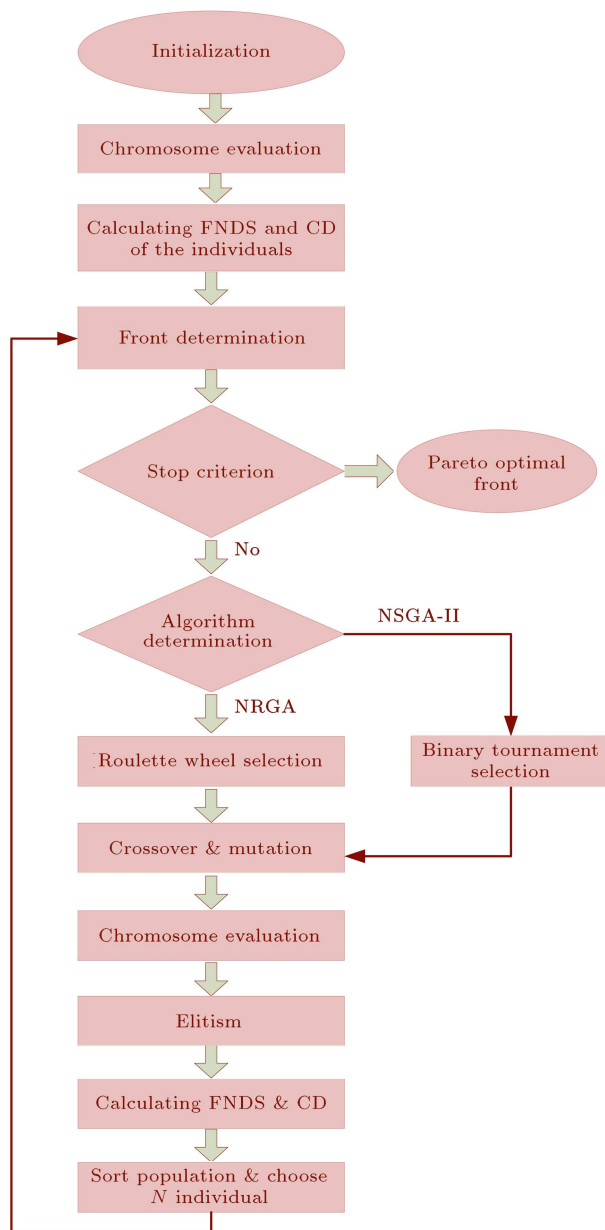 Initialization
Chromosome evaluation
Calculating FNDS and CD
of the individuals
Front determination
Stop criterion
Pareto optimal
front
No
Algorithm
determination
NSGA-II
NRGA
Roulette wheel selection
Binary tournament
selection
Crossover & mutation
Chromosome evaluation
Elitism
Calculating FNDS & CD
Sort population & choose
N individual